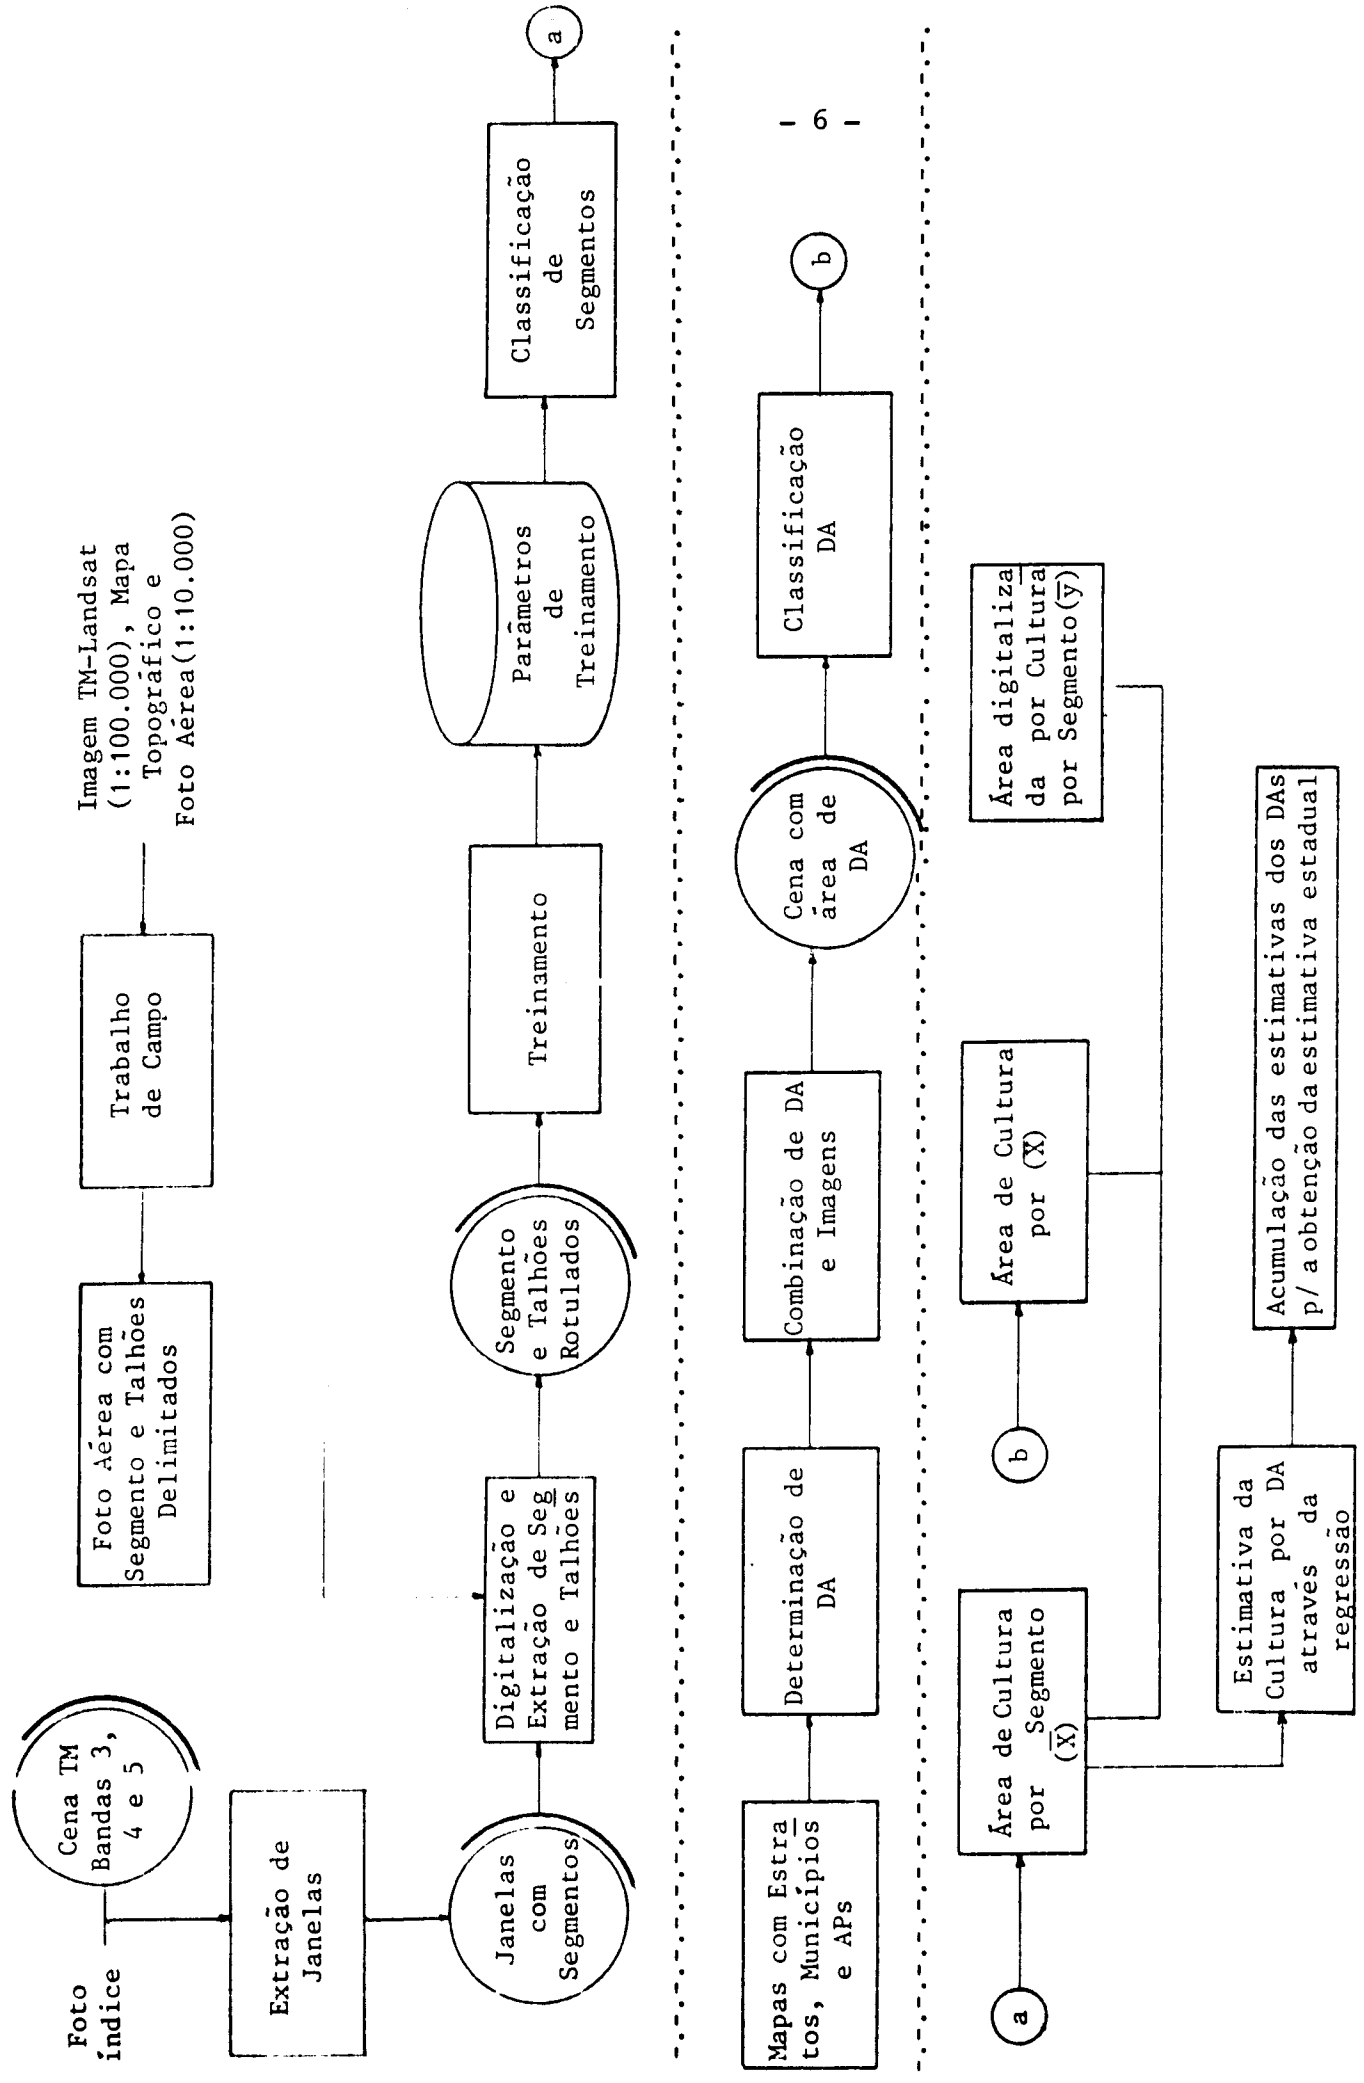 - 6 -
Foto
índice
Cena TM
Bandas 3,
4 e 5
Extração de
Janelas
Janelas
com
Segmentos
Foto Aérea com
Segmento e Talhões
Delimitados
Trabalho
de Campo
Imagem TM-Landsat
(1:100.000), Mapa
Topográfico e
Foto Aérea(1:10.000)
Digitalização e
Extração de Seg
mento e Talhões
Segmento
e Talhões
Rotulados
Treinamento
Parâmetros
de
Treinamento
Classificação
de
Segmentos
a
Mapas com Estra
tos, Municípios
e APs
Determinação de
DA
Combinação de DA
e Imagens
Cena com
área de
DA
Classificação
DA
b
a
Área de Cultura
por Segmento
(X̅)
b
Área de Cultura
por (X̅)
Área digitaliza
da por Cultura
por Segmento(y̅)
Estimativa da
Cultura por DA
através da
regressão
Acumulação das estimativas dos DAs
p/ a obtenção da estimativa estadual